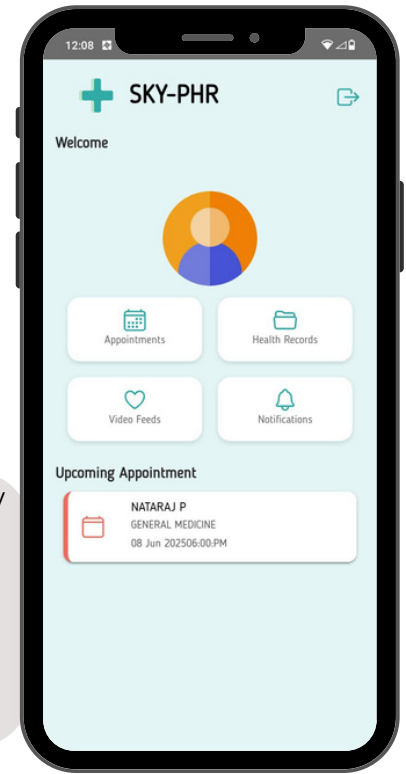 12:08
SKY-PHR
Welcome
Appointments
Health Records
Video Feeds
Notifications
Upcoming Appointment
NATARAJ P
GENERAL MEDICINE
08 Jun 202506:00:PM